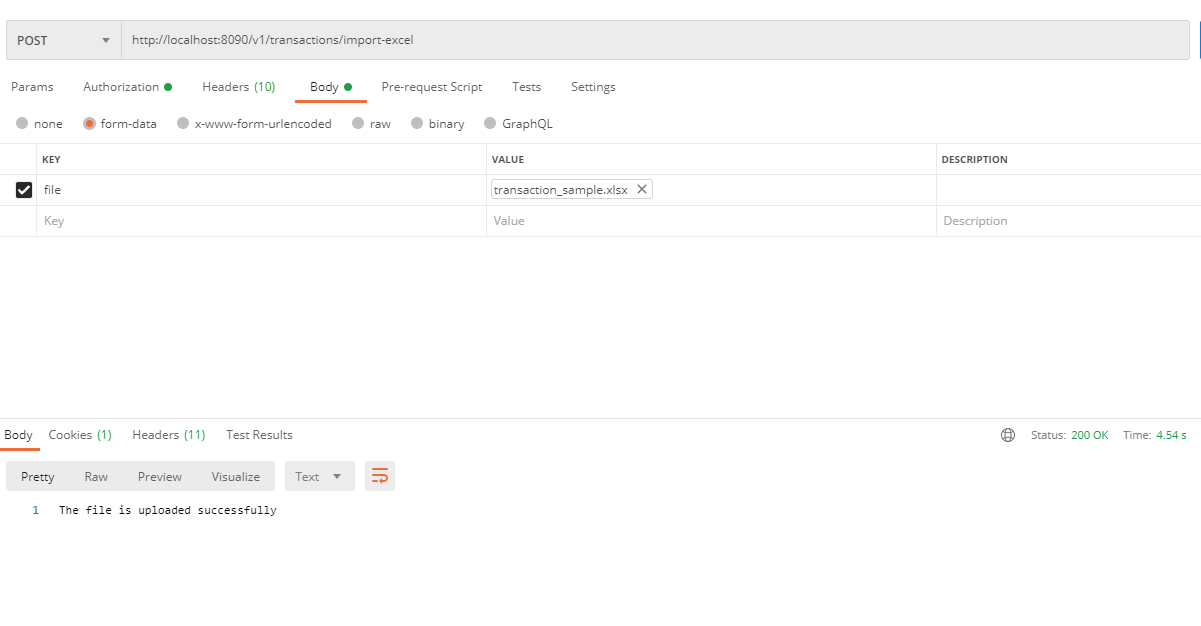 POST http://localhost:8090/v1/transactions/import-excel
Params Authorization Headers (10) Body Pre-request Script Tests Settings
none form-data x-www-form-urlencoded raw binary GraphQL
KEY VALUE DESCRIPTION
file transaction_sample.xlsx
Key Value Description
Body Cookies (1) Headers (11) Test Results Status: 200 OK Time: 4.54 s
Pretty Raw Preview Visualize Text
1 The file is uploaded successfully